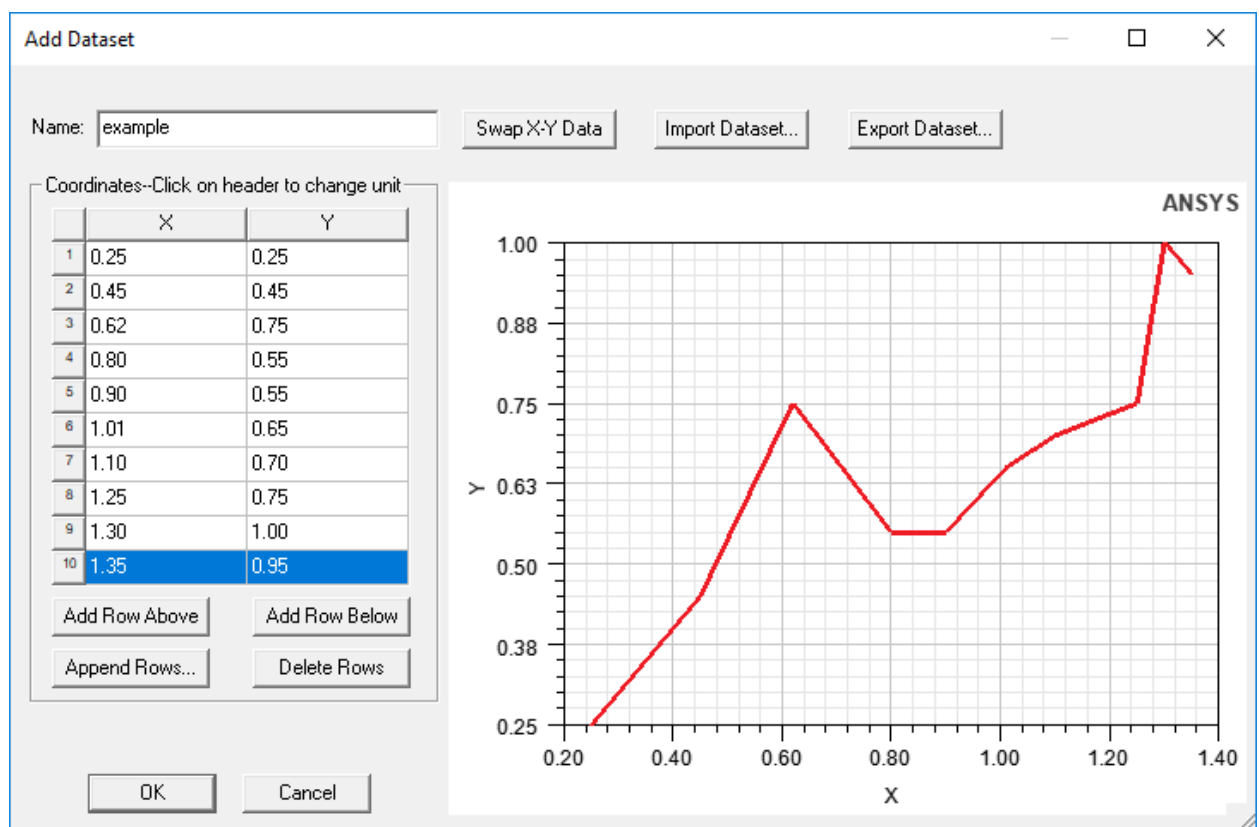 Add Dataset
Name: example
Swap X-Y Data
Import Dataset...
Export Dataset...
Coordinates--Click on header to change unit
X Y
1 0.25 0.25
2 0.45 0.45
3 0.62 0.75
4 0.80 0.55
5 0.90 0.55
6 1.01 0.65
7 1.10 0.70
8 1.25 0.75
9 1.30 1.00
10 1.35 0.95
Add Row Above
Add Row Below
Append Rows...
Delete Rows
OK
Cancel
ANSYS
1.00
0.88
0.75
Y
0.63
0.50
0.38
0.25
0.20 0.40 0.60 0.80 1.00 1.20 1.40
X